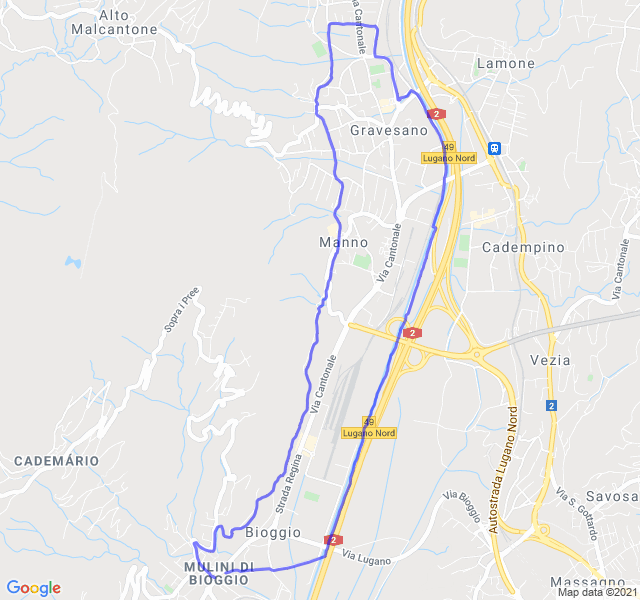 Via Cantonale
Alto
Malcantone
Lamone
2
Gravesano
49
Lugano Nord
Manno
Cadempino
Via Cantonale
Via Cantonale
Sopra i Pree
2
Vezia
Via Cantonale
2
49
Lugano Nord
Autostrada Lugano Nord
CADEMÁRIO
Strada Regina
Via Bioggio
Via S. Gottardo
Savosa
Bioggio
2
Via Lugano
MULINI DI
BIOGGIO
Massagno
Google
Map data ©2021